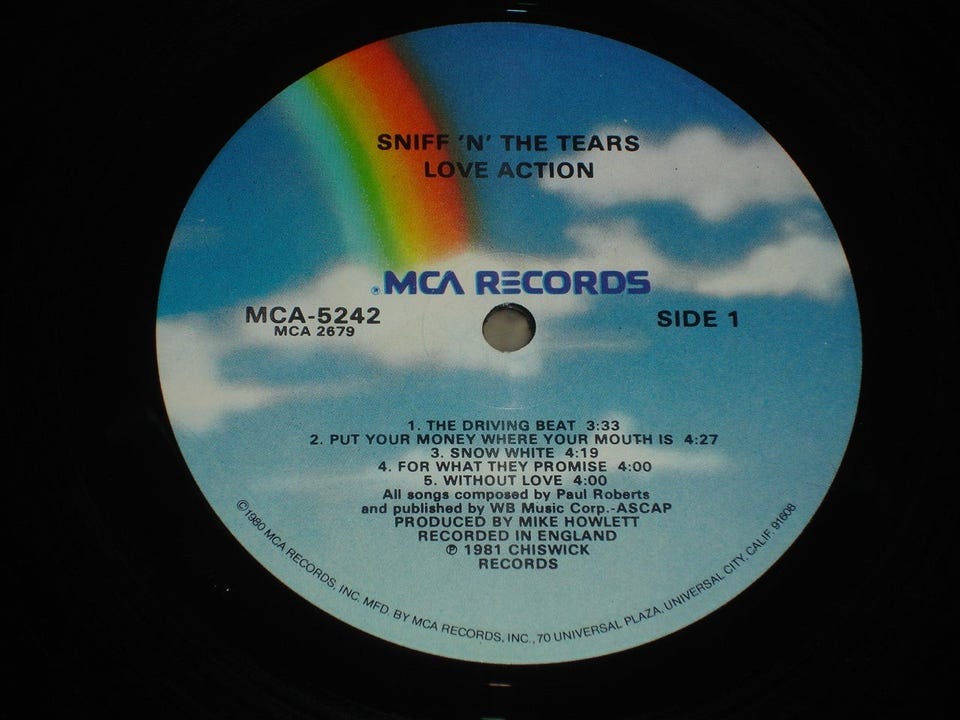 SNIFF 'N' THE TEARS
LOVE ACTION
®MCA RECORDS
MCA-5242
MCA 2679
SIDE 1
1. THE DRIVING BEAT 3:33
2. PUT YOUR MONEY WHERE YOUR MOUTH IS 4:27
3. SNOW WHITE 4:19
4. FOR WHAT THEY PROMISE 4:00
5. WITHOUT LOVE 4:00
All songs composed by Paul Roberts
and published by WB Music Corp.-ASCAP
PRODUCED BY MIKE HOWLETT
RECORDED IN ENGLAND
℗ 1981 CHISWICK
RECORDS
©1980 MCA RECORDS, INC. MFD. BY MCA RECORDS, INC., 70 UNIVERSAL PLAZA, UNIVERSAL CITY, CALIF. 91608